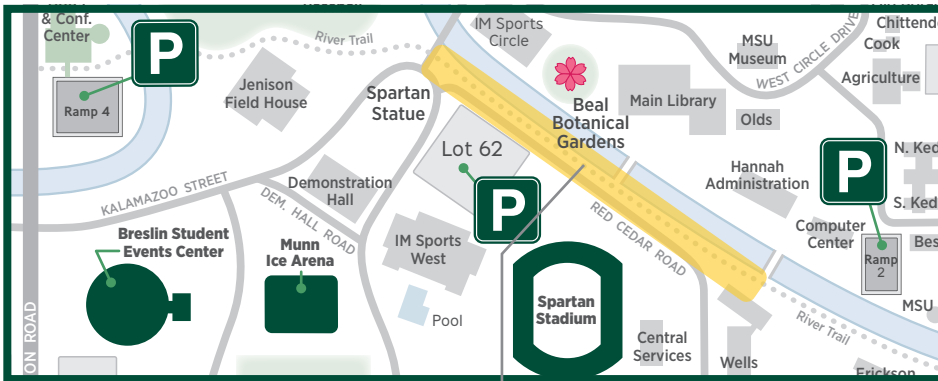 & Conf.
Center
P
Ramp 4
River Trail
Jenison
Field House
Spartan
Statue
IM Sports
Circle
Beal
Botanical
Gardens
Main Library
MSU
Museum
Olds
WEST CIRCLE DRIVE
Chittend
Cook
Agriculture
N. Ked
S. Ked
Hannah
Administration
P
Computer
Center
Ramp
2
Bes
MSU
Lot 62
P
KALAMAZOO STREET
Demonstration
Hall
DEM. HALL ROAD
Breslin Student
Events Center
Munn
Ice Arena
IM Sports
West
Pool
RED CEDAR ROAD
Spartan
Stadium
Central
Services
Wells
River Trail
Erickson
ON ROAD